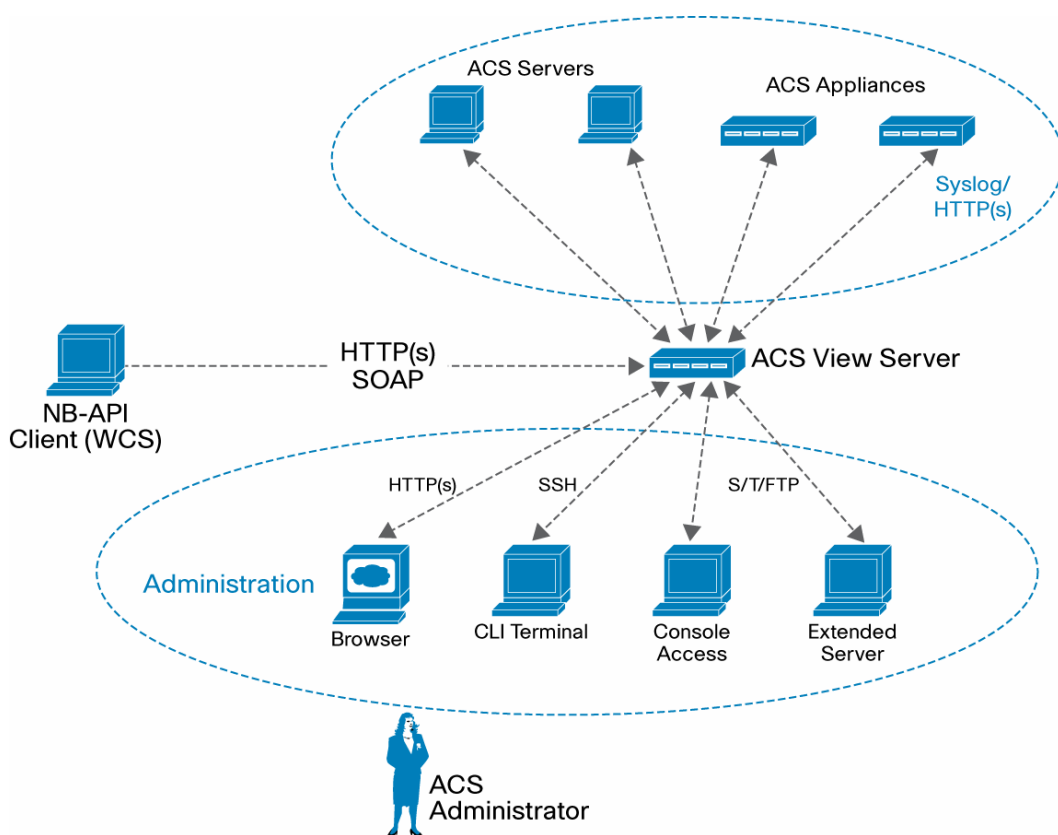 ACS Servers
ACS Appliances
Syslog/
HTTP(s)
HTTP(s)
SOAP
ACS View Server
NB-API
Client (WCS)
HTTP(s)
SSH
S/T/FTP
Administration
Browser
CLI Terminal
Console
Access
Extended
Server
ACS
Administrator